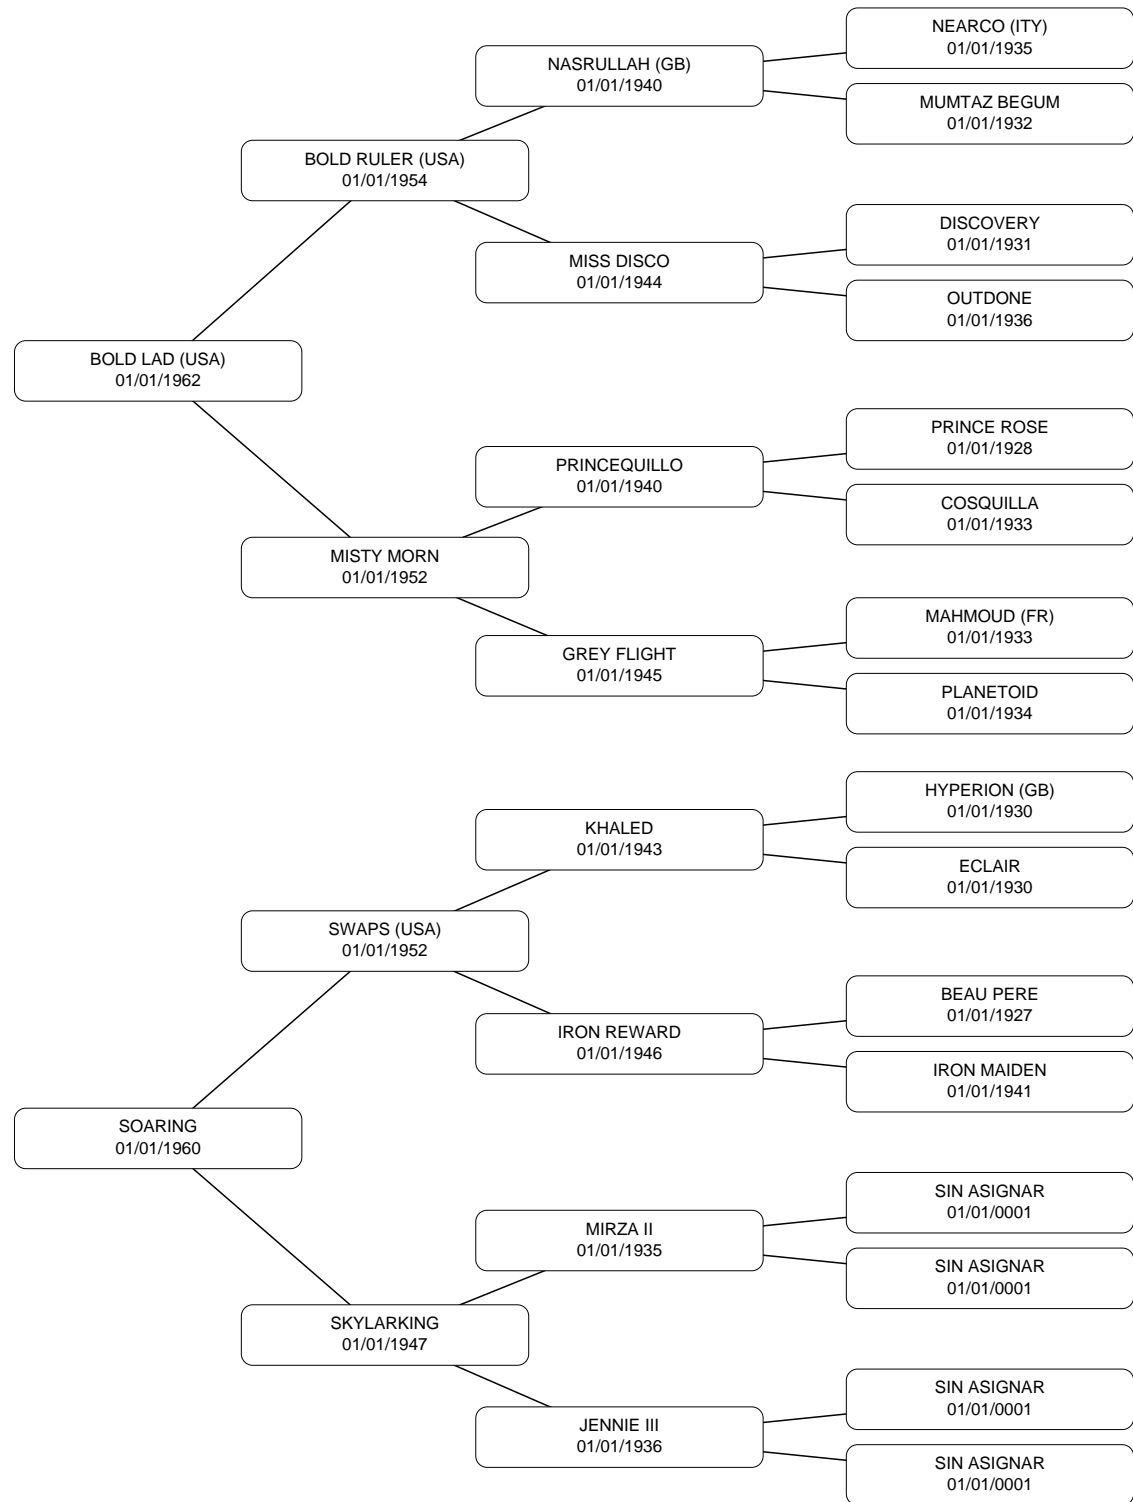 NEARCO (ITY)
01/01/1935
NASRULLAH (GB)
01/01/1940
MUMTAZ BEGUM
01/01/1932
BOLD RULER (USA)
01/01/1954
DISCOVERY
01/01/1931
MISS DISCO
01/01/1944
OUTDONE
01/01/1936
BOLD LAD (USA)
01/01/1962
PRINCE ROSE
01/01/1928
PRINCEQUILLO
01/01/1940
COSQUILLA
01/01/1933
MISTY MORN
01/01/1952
MAHMOUD (FR)
01/01/1933
GREY FLIGHT
01/01/1945
PLANETOID
01/01/1934
HYPERION (GB)
01/01/1930
KHALED
01/01/1943
ECLAIR
01/01/1930
SWAPS (USA)
01/01/1952
BEAU PERE
01/01/1927
IRON REWARD
01/01/1946
IRON MAIDEN
01/01/1941
SOARING
01/01/1960
SIN ASIGNAR
01/01/0001
MIRZA II
01/01/1935
SIN ASIGNAR
01/01/0001
SKYLARKING
01/01/1947
SIN ASIGNAR
01/01/0001
JENNIE III
01/01/1936
SIN ASIGNAR
01/01/0001